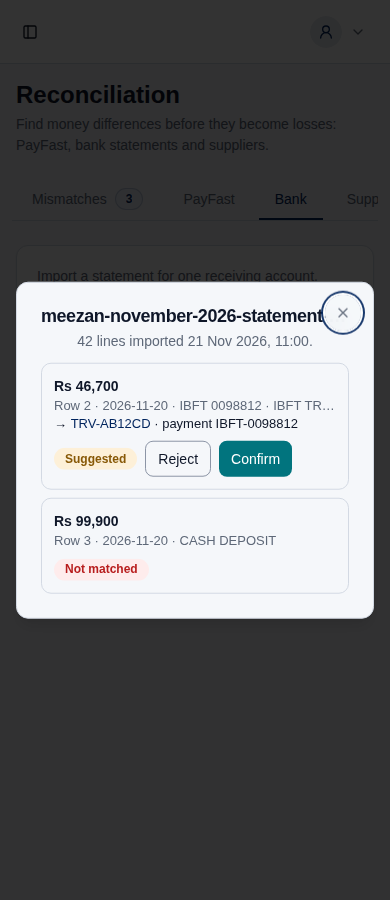 Reconciliation
Find money differences before they become losses:
PayFast, bank statements and suppliers.
Mismatches 3 PayFast Bank Supp
Import a statement for one receiving account.
meezan-november-2026-statement
42 lines imported 21 Nov 2026, 11:00.
Rs 46,700
Row 2 · 2026-11-20 · IBFT 0098812 · IBFT TR…
→ TRV-AB12CD · payment IBFT-0098812
Suggested Reject Confirm
Rs 99,900
Row 3 · 2026-11-20 · CASH DEPOSIT
Not matched